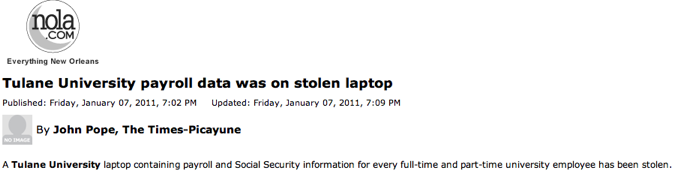 nola
.COM
Everything New Orleans
Tulane University payroll data was on stolen laptop
Published: Friday, January 07, 2011, 7:02 PM Updated: Friday, January 07, 2011, 7:09 PM
NO IMAGE
By John Pope, The Times-Picayune
A Tulane University laptop containing payroll and Social Security information for every full-time and part-time university employee has been stolen.